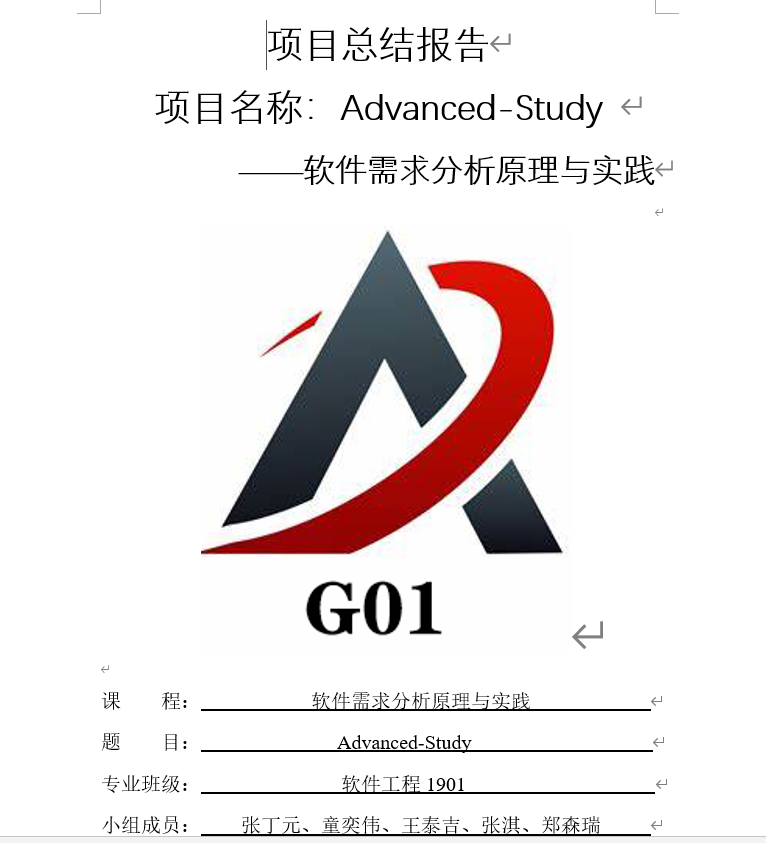 项目总结报告
项目名称：Advanced-Study
——软件需求分析原理与实践
G01
课　　程：软件需求分析原理与实践
题　　目：Advanced-Study
专业班级：软件工程 1901
小组成员：张丁元、童奕伟、王泰吉、张淇、郑森瑞